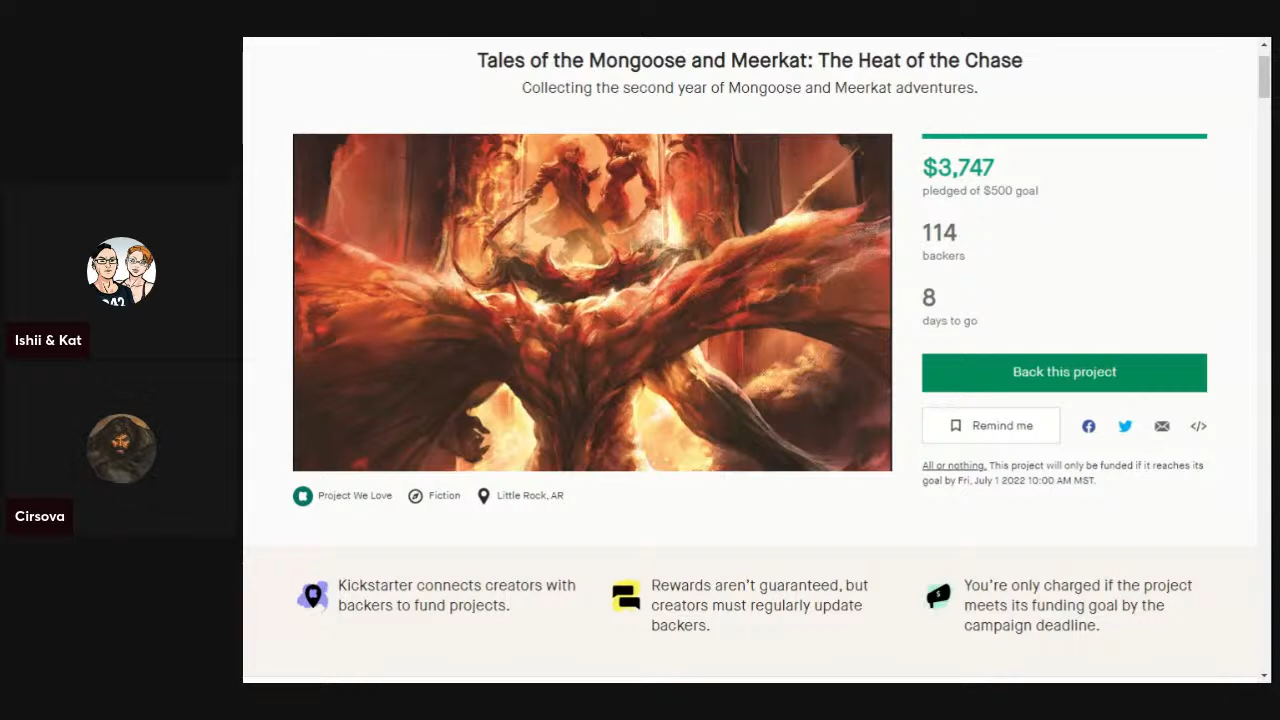 Tales of the Mongoose and Meerkat: The Heat of the Chase
Collecting the second year of Mongoose and Meerkat adventures.
$3,747
pledged of $500 goal
114
backers
8
days to go
Back this project
Remind me
All or nothing. This project will only be funded if it reaches its
goal by Fri, July 1 2022 10:00 AM MST.
Project We Love
Fiction
Little Rock, AR
Kickstarter connects creators with
backers to fund projects.
Rewards aren't guaranteed, but
creators must regularly update
backers.
You're only charged if the project
meets its funding goal by the
campaign deadline.
Ishii & Kat
Cirsova